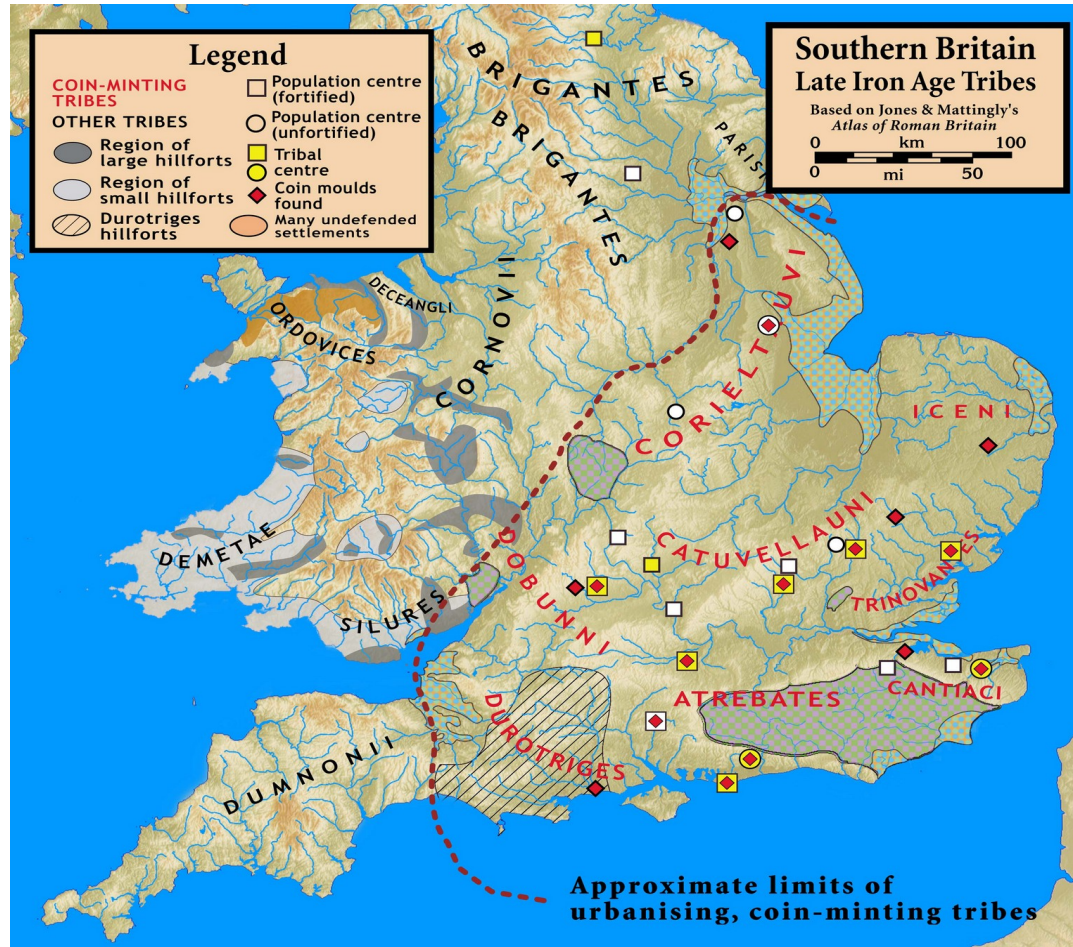 Legend
COIN-MINTING
TRIBES
OTHER TRIBES
Region of
large hillforts
Region of
small hillforts
Durotriges
hillforts
Population centre
(fortified)
Population centre
(unfortified)
Tribal
centre
Coin moulds
found
Many undefended
settlements
Southern Britain
Late Iron Age Tribes
Based on Jones & Mattingly's
Atlas of Roman Britain
0 km 100
0 mi 50
BRIGANTES
BRIGANTES
PARISI
CORNOVII
DECEANGLI
ORDOVICES
CORIELTAUVI
ICENI
DEMETAE
SILURES
DOBUNNI
CATUVELLAUNI
TRINOVANTES
ATREBATES
CANTIACI
DUROTRIGES
DUMNONII
Approximate limits of
urbanising, coin-minting tribes